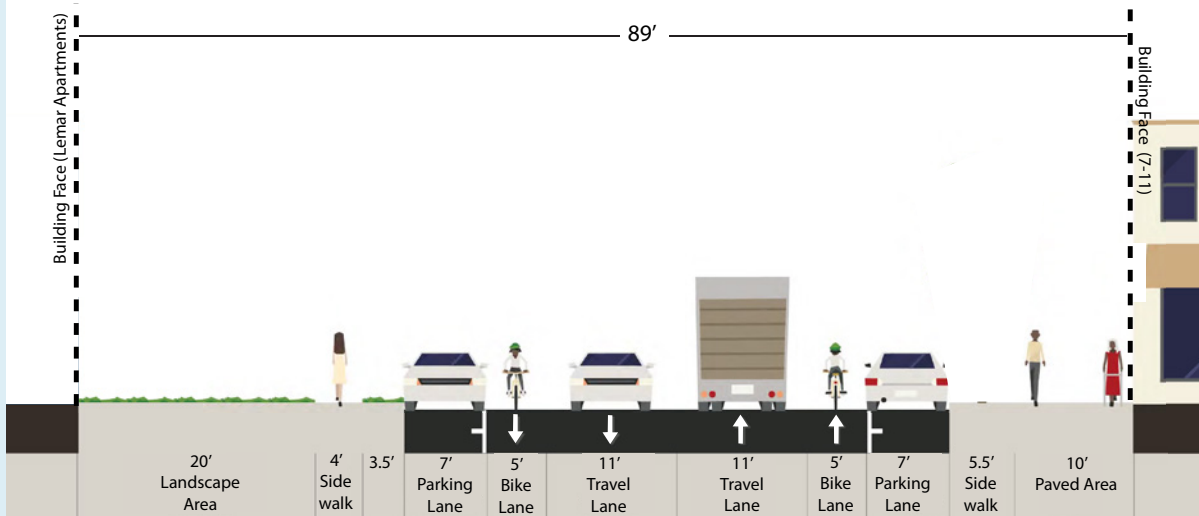 89’
Building Face (Lemar Apartments)
Building Face (7-11)
20’
Landscape
Area
4’
Side
walk
3.5’
7’
Parking
Lane
5’
Bike
Lane
11’
Travel
Lane
11’
Travel
Lane
5’
Bike
Lane
7’
Parking
Lane
5.5’
Side
walk
10’
Paved Area